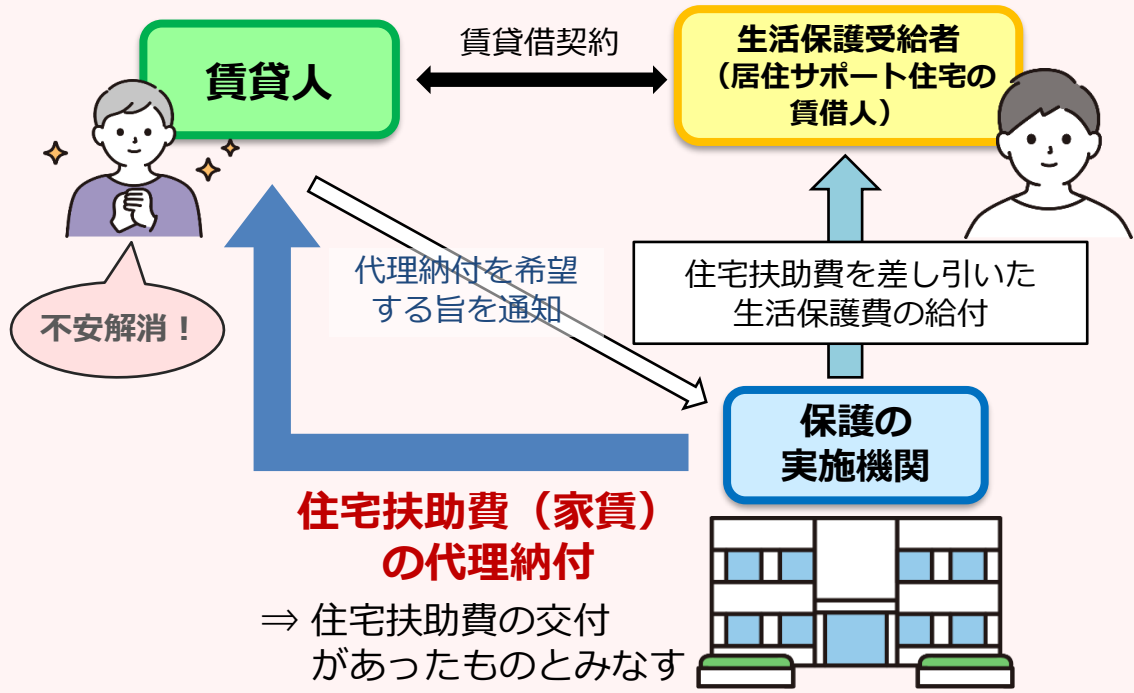 賃貸人
賃貸借契約
生活保護受給者
（居住サポート住宅の
賃借人）
代理納付を希望
する旨を通知
住宅扶助費を差し引いた
生活保護費の給付
不安解消！
保護の
実施機関
住宅扶助費（家賃）
の代理納付
⇒ 住宅扶助費の交付
があったものとみなす